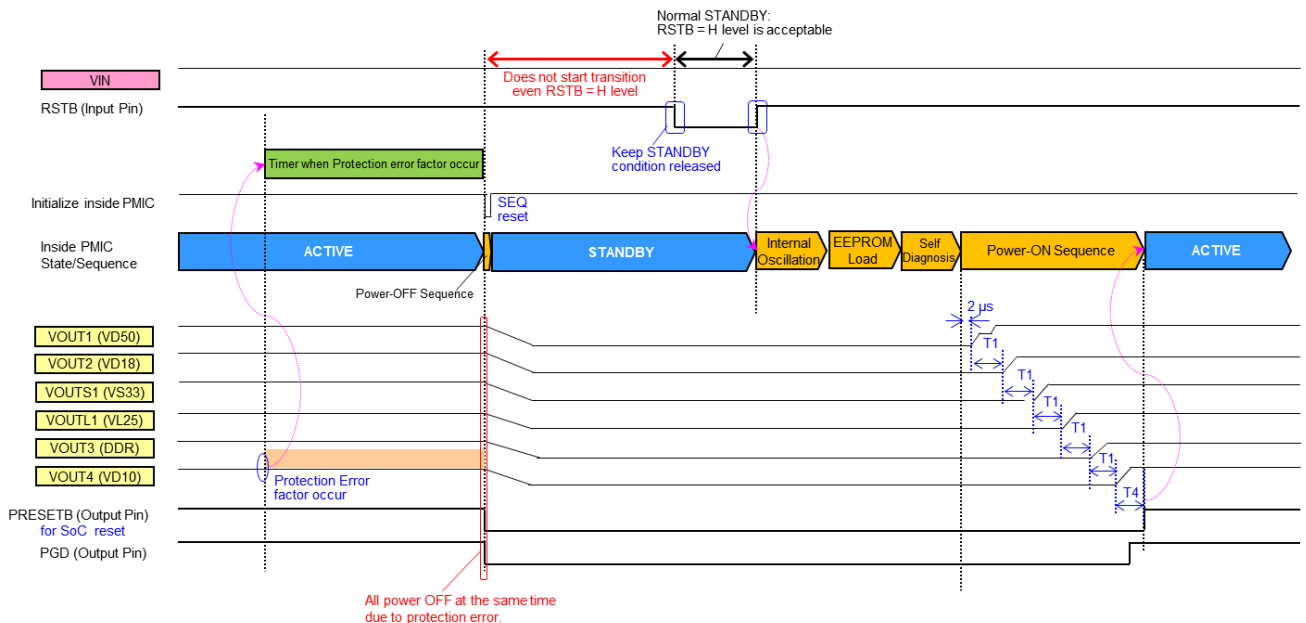 Normal STANDBY:
RSTB = H level is acceptable
VIN
Does not start transition
even RSTB = H level
RSTB (Input Pin)
Keep STANDBY
condition released
Timer when Protection error factor occur
Initialize inside PMIC
SEQ
reset
Inside PMIC
State/Sequence
ACTIVE
STANDBY
Internal
Oscillation
EEPROM
Load
Self
Diagnosis
Power-ON Sequence
ACTIVE
Power-OFF Sequence
2 μs
VOUT1 (VD50)
T1
VOUT2 (VD18)
T1
VOUTS1 (VS33)
T1
VOUTL1 (VL25)
T1
VOUT3 (DDR)
T1
VOUT4 (VD10)
Protection Error
factor occur
T4
PRESETB (Output Pin)
for SoC reset
PGD (Output Pin)
All power OFF at the same time
due to protection error.